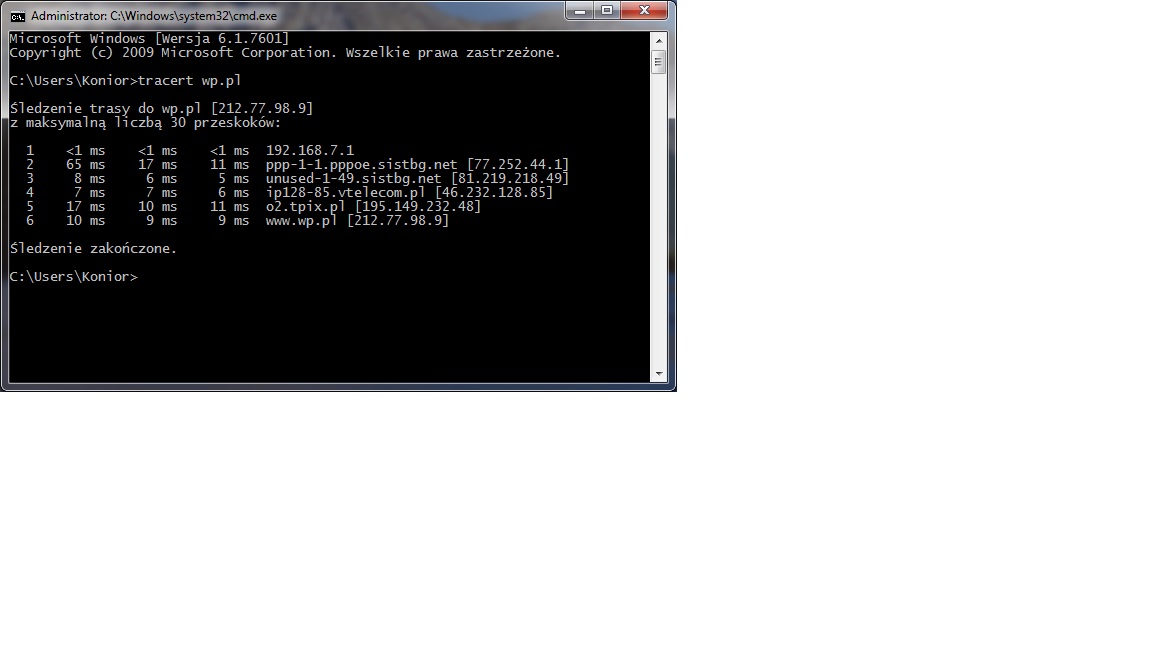 Administrator: C:\Windows\system32\cmd.exe
Microsoft Windows [Wersja 6.1.7601]
Copyright (c) 2009 Microsoft Corporation. Wszelkie prawa zastrzeżone.
C:\Users\Konior>tracert wp.pl
Śledzenie trasy do wp.pl [212.77.98.9]
z maksymalną liczbą 30 przeskoków:
1 <1 ms <1 ms <1 ms 192.168.7.1
2 65 ms 17 ms 11 ms ppp-1-1.pppoe.sistbg.net [77.252.44.1]
3 8 ms 6 ms 5 ms unused-1-49.sistbg.net [81.219.218.49]
4 7 ms 7 ms 6 ms ip128-85.vtelecom.pl [46.232.128.85]
5 17 ms 10 ms 11 ms o2.tpix.pl [195.149.232.48]
6 10 ms 9 ms 9 ms www.wp.pl [212.77.98.9]
Śledzenie zakończone.
C:\Users\Konior>